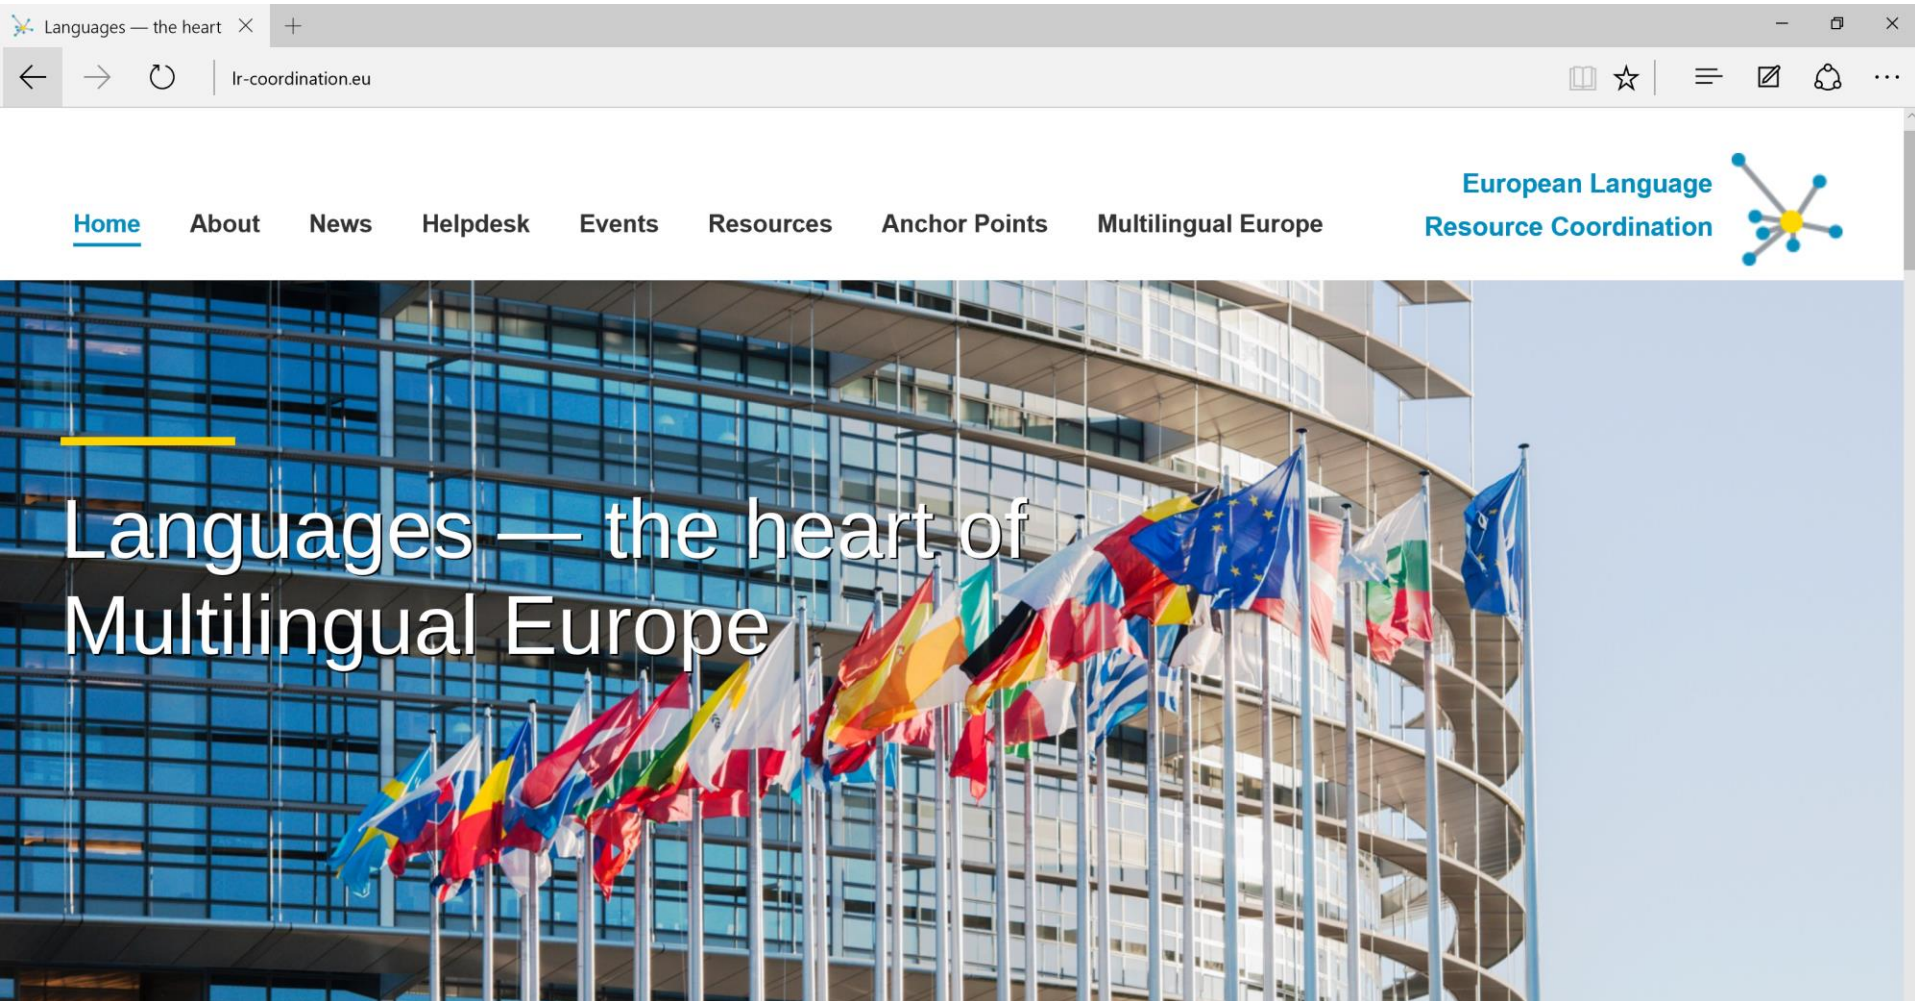 Languages — the heart
lr-coordination.eu
European Language
Resource Coordination
Home About News Helpdesk Events Resources Anchor Points Multilingual Europe
Languages — the heart of
Multilingual Europe